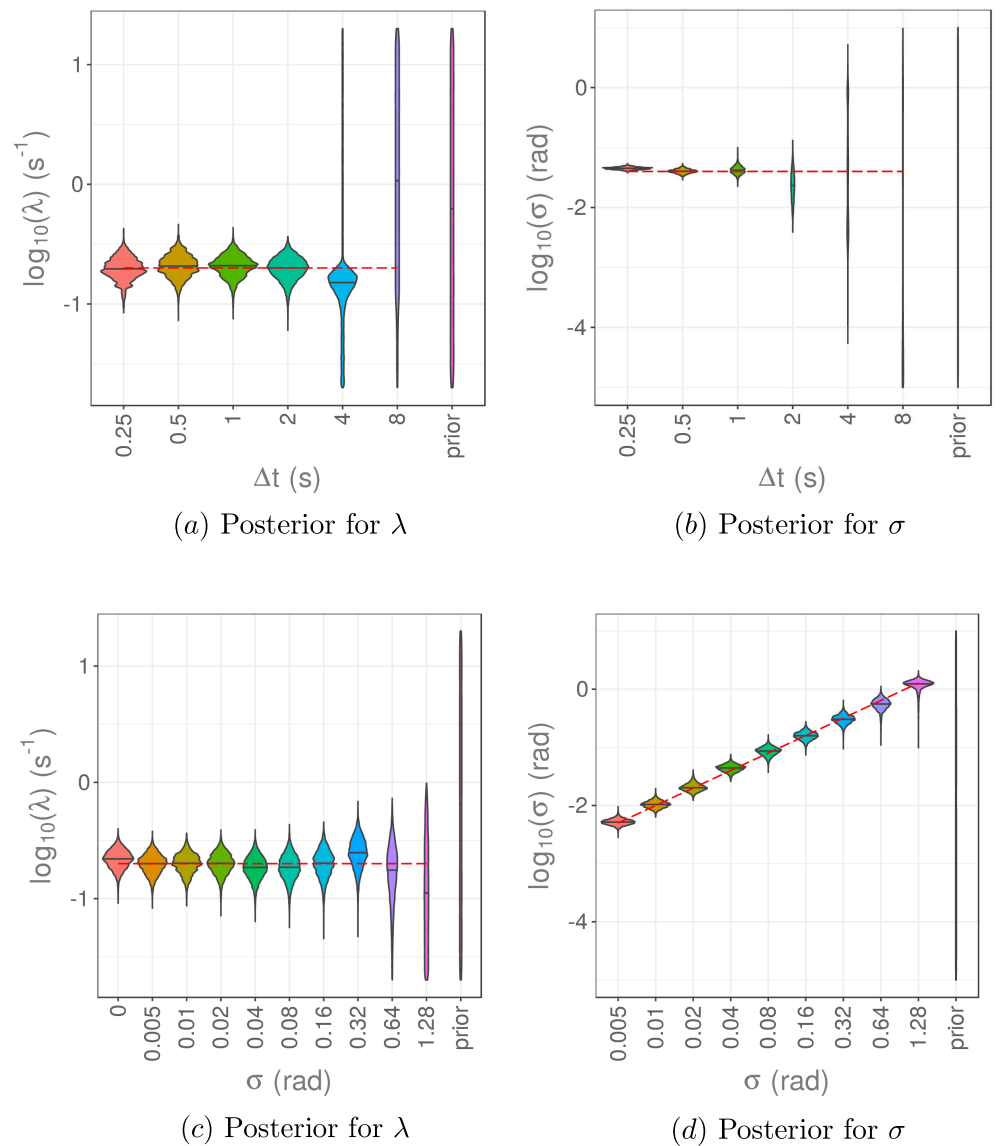 log₁₀(λ) (s⁻¹)
1
0
-1
0.25 0.5 1 2 4 8 prior
Δt (s)
(a) Posterior for λ
log₁₀(σ) (rad)
0
-2
-4
0.25 0.5 1 2 4 8 prior
Δt (s)
(b) Posterior for σ
log₁₀(λ) (s⁻¹)
1
0
-1
0 0.005 0.01 0.02 0.04 0.08 0.16 0.32 0.64 1.28 prior
σ (rad)
(c) Posterior for λ
log₁₀(σ) (rad)
0
-2
-4
0.005 0.01 0.02 0.04 0.08 0.16 0.32 0.64 1.28 prior
σ (rad)
(d) Posterior for σ